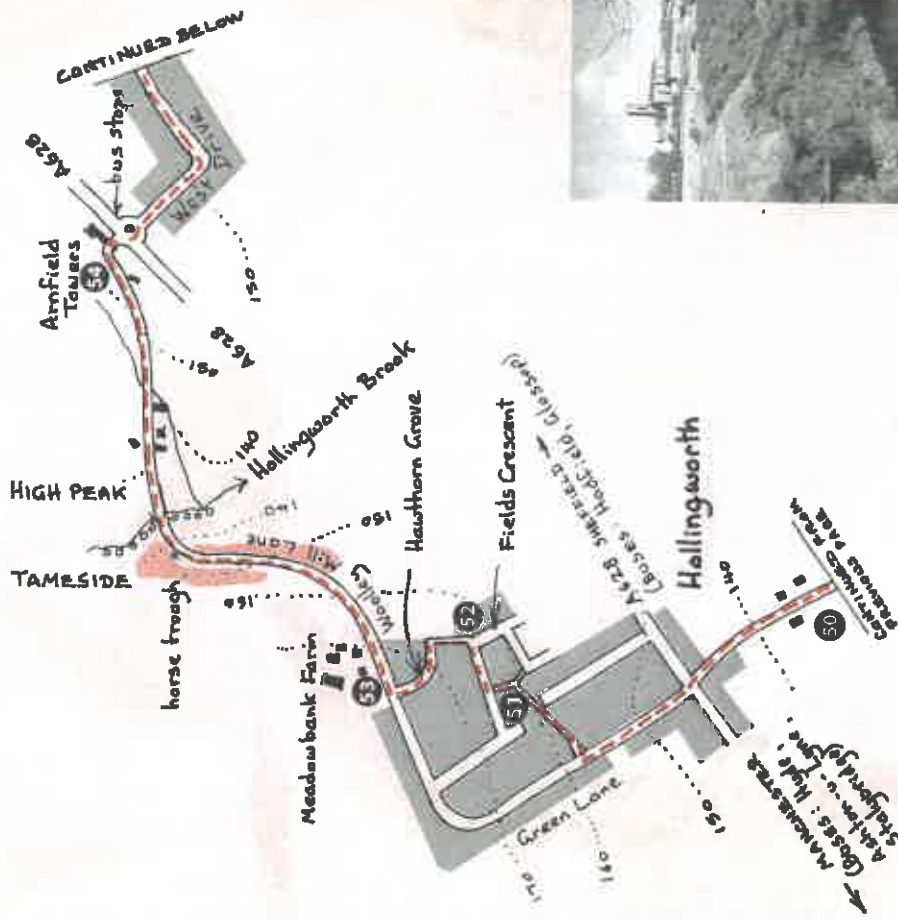 CONTINUED BELOW
A628
bus stops
West Drive
Arnfield
Towers
54
150
150
A628
140
Hollingworth Brook
HIGH PEAK
TAMESIDE
140
150
horse trough
Woolley Mill Lane
160
Hawthorn Grove
Fields Crescent
Meadowbank Farm
53
52
51
A628 SHEFFIELD
(BUSES: Hadfield, Glossop)
Hollingworth
140
CONTINUED FROM
PREVIOUS PAGE
50
Green Lane
170
160
150
MANCHESTER
(BUSES: Hyde,
Ashton-u-Lyne
Stalybridge)